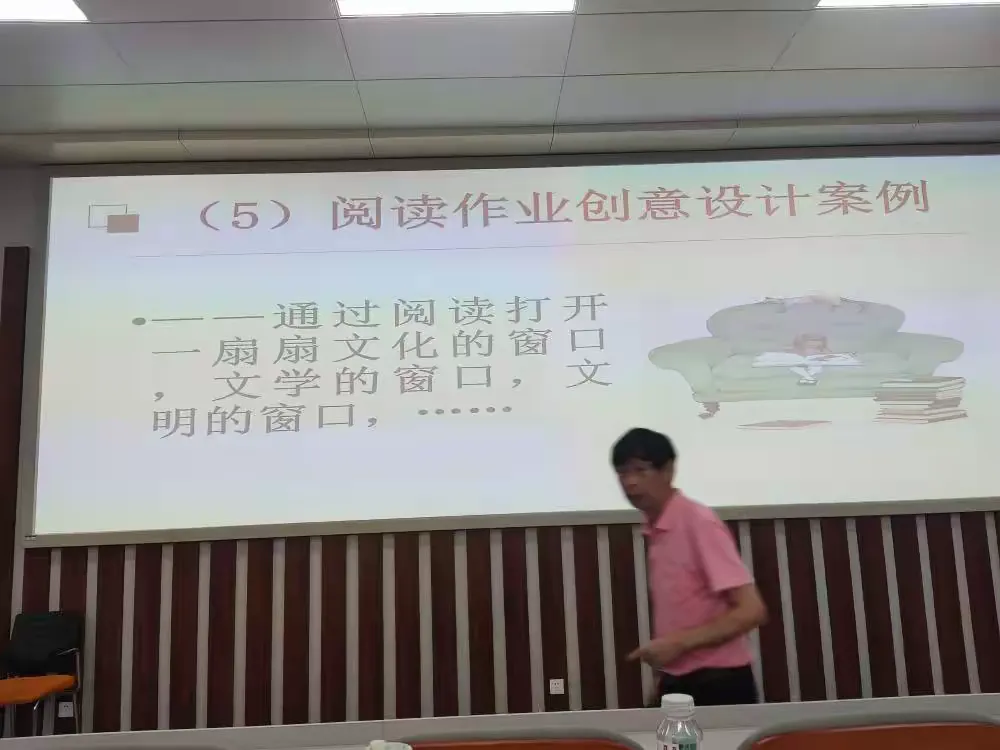 （5）阅读作业创意设计案例
•——通过阅读打开
一扇扇文化的窗口
，文学的窗口，文
明的窗口，……